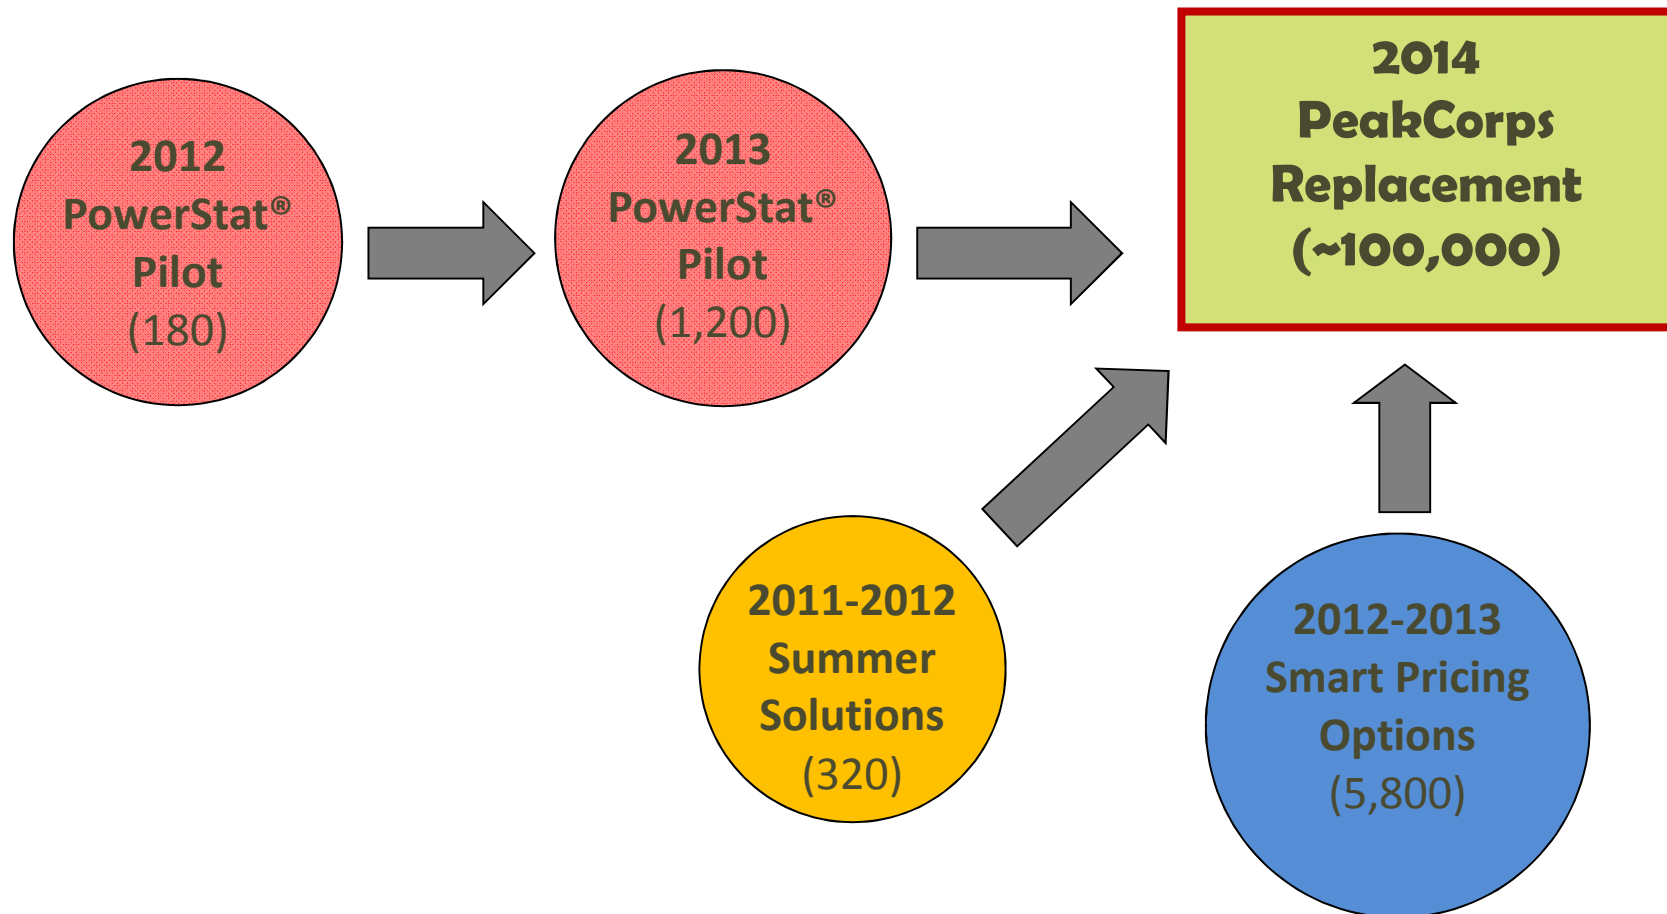 2012
PowerStat®
Pilot
(180)
2013
PowerStat®
Pilot
(1,200)
2014
PeakCorps
Replacement
(~100,000)
2011-2012
Summer
Solutions
(320)
2012-2013
Smart Pricing
Options
(5,800)